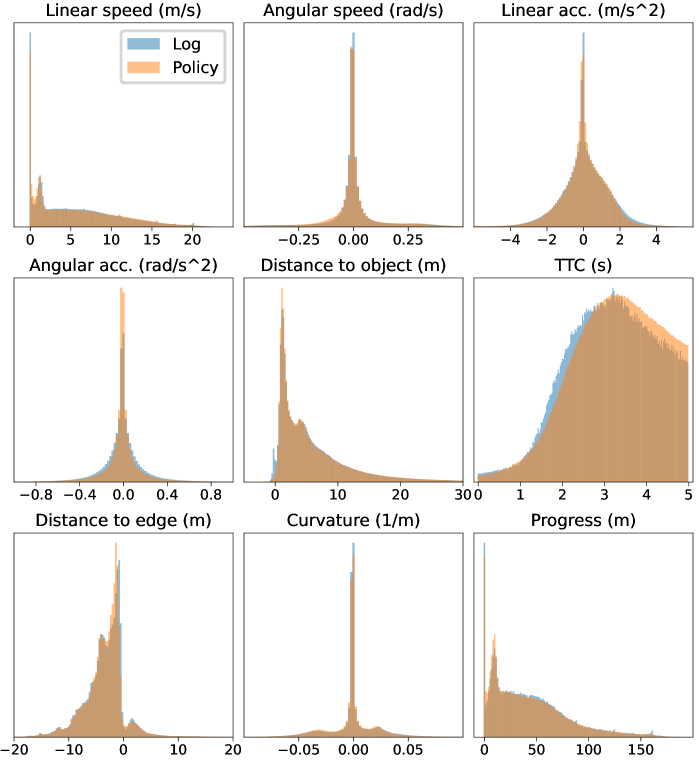 Linear speed (m/s)
Angular speed (rad/s)
Linear acc. (m/s^2)
Log
Policy
0 5 10 15 20
−0.25 0.00 0.25
−4 −2 0 2 4
Angular acc. (rad/s^2)
Distance to object (m)
TTC (s)
−0.8 −0.4 0.0 0.4 0.8
0 10 20 30
0 1 2 3 4 5
Distance to edge (m)
Curvature (1/m)
Progress (m)
−20 −10 0 10 20
−0.05 0.00 0.05
0 50 100 150